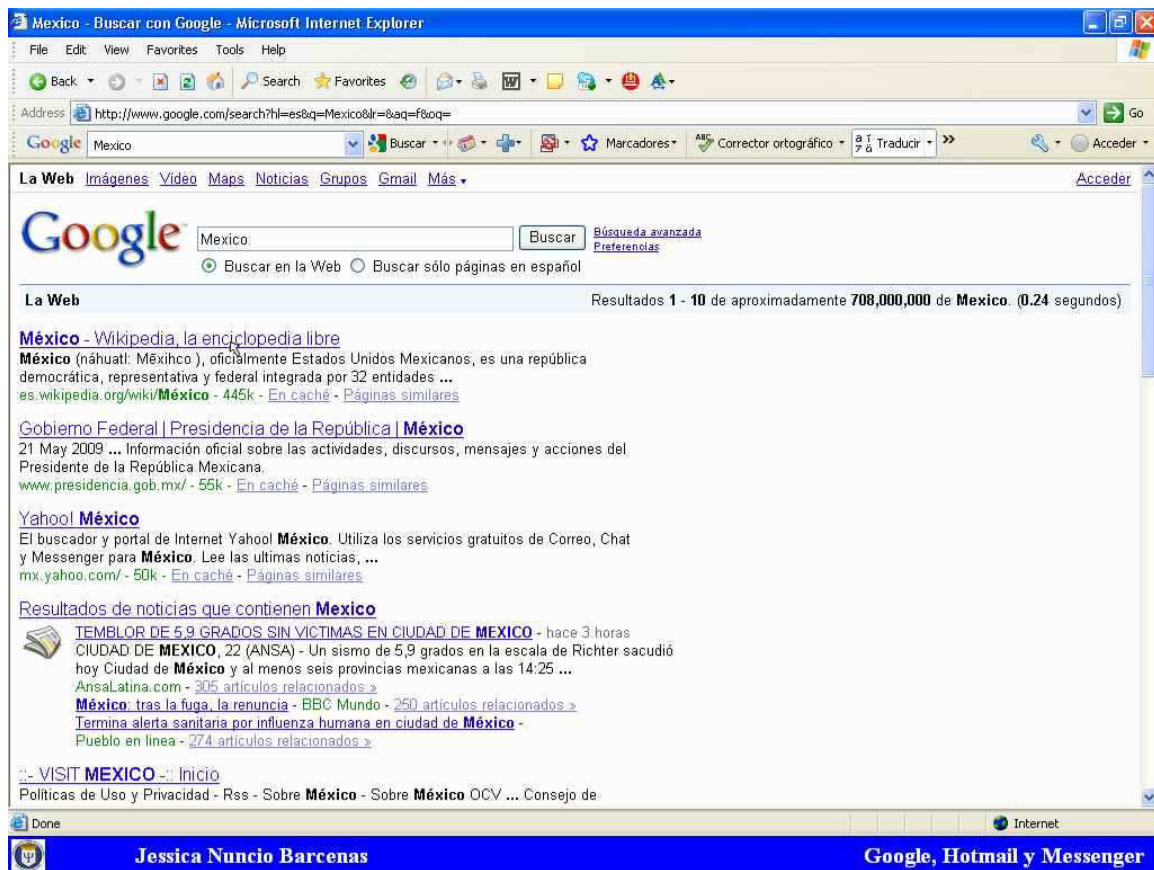 Mexico - Buscar con Google - Microsoft Internet Explorer
File Edit View Favorites Tools Help
Back Search Favorites
Address http://www.google.com/search?hl=es&q=Mexico&lr=&aq=f&oq= Go
Google Mexico Buscar Marcadores Corrector ortográfico Traducir Acceder
La Web Imágenes Vídeo Maps Noticias Grupos Gmail Más Acceder
Google Mexico Buscar Búsqueda avanzada
Preferencias
Buscar en la Web Buscar sólo páginas en español
La Web Resultados 1 - 10 de aproximadamente 708,000,000 de Mexico. (0.24 segundos)
México - Wikipedia, la enciclopedia libre
México (náhuatl: Mēxihco ), oficialmente Estados Unidos Mexicanos, es una república
democrática, representativa y federal integrada por 32 entidades ...
es.wikipedia.org/wiki/México - 445k - En caché - Páginas similares
Gobierno Federal | Presidencia de la República | México
21 May 2009 ... Información oficial sobre las actividades, discursos, mensajes y acciones del
Presidente de la República Mexicana.
www.presidencia.gob.mx/ - 55k - En caché - Páginas similares
Yahoo! México
El buscador y portal de Internet Yahoo! México. Utiliza los servicios gratuitos de Correo, Chat
y Messenger para México. Lee las ultimas noticias, ...
mx.yahoo.com/ - 50k - En caché - Páginas similares
Resultados de noticias que contienen Mexico
TEMBLOR DE 5,9 GRADOS SIN VICTIMAS EN CIUDAD DE MEXICO - hace 3 horas
CIUDAD DE MEXICO, 22 (ANSA) - Un sismo de 5,9 grados en la escala de Richter sacudió
hoy Ciudad de México y al menos seis provincias mexicanas a las 14:25 ...
AnsaLatina.com - 305 artículos relacionados »
México: tras la fuga, la renuncia - BBC Mundo - 250 artículos relacionados »
Termina alerta sanitaria por influenza humana en ciudad de México -
Pueblo en linea - 274 artículos relacionados »
::- VISIT MEXICO -:: Inicio
Políticas de Uso y Privacidad - Rss - Sobre México - Sobre México OCV ... Consejo de
Done Internet
Jessica Nuncio Barcenas Google, Hotmail y Messenger